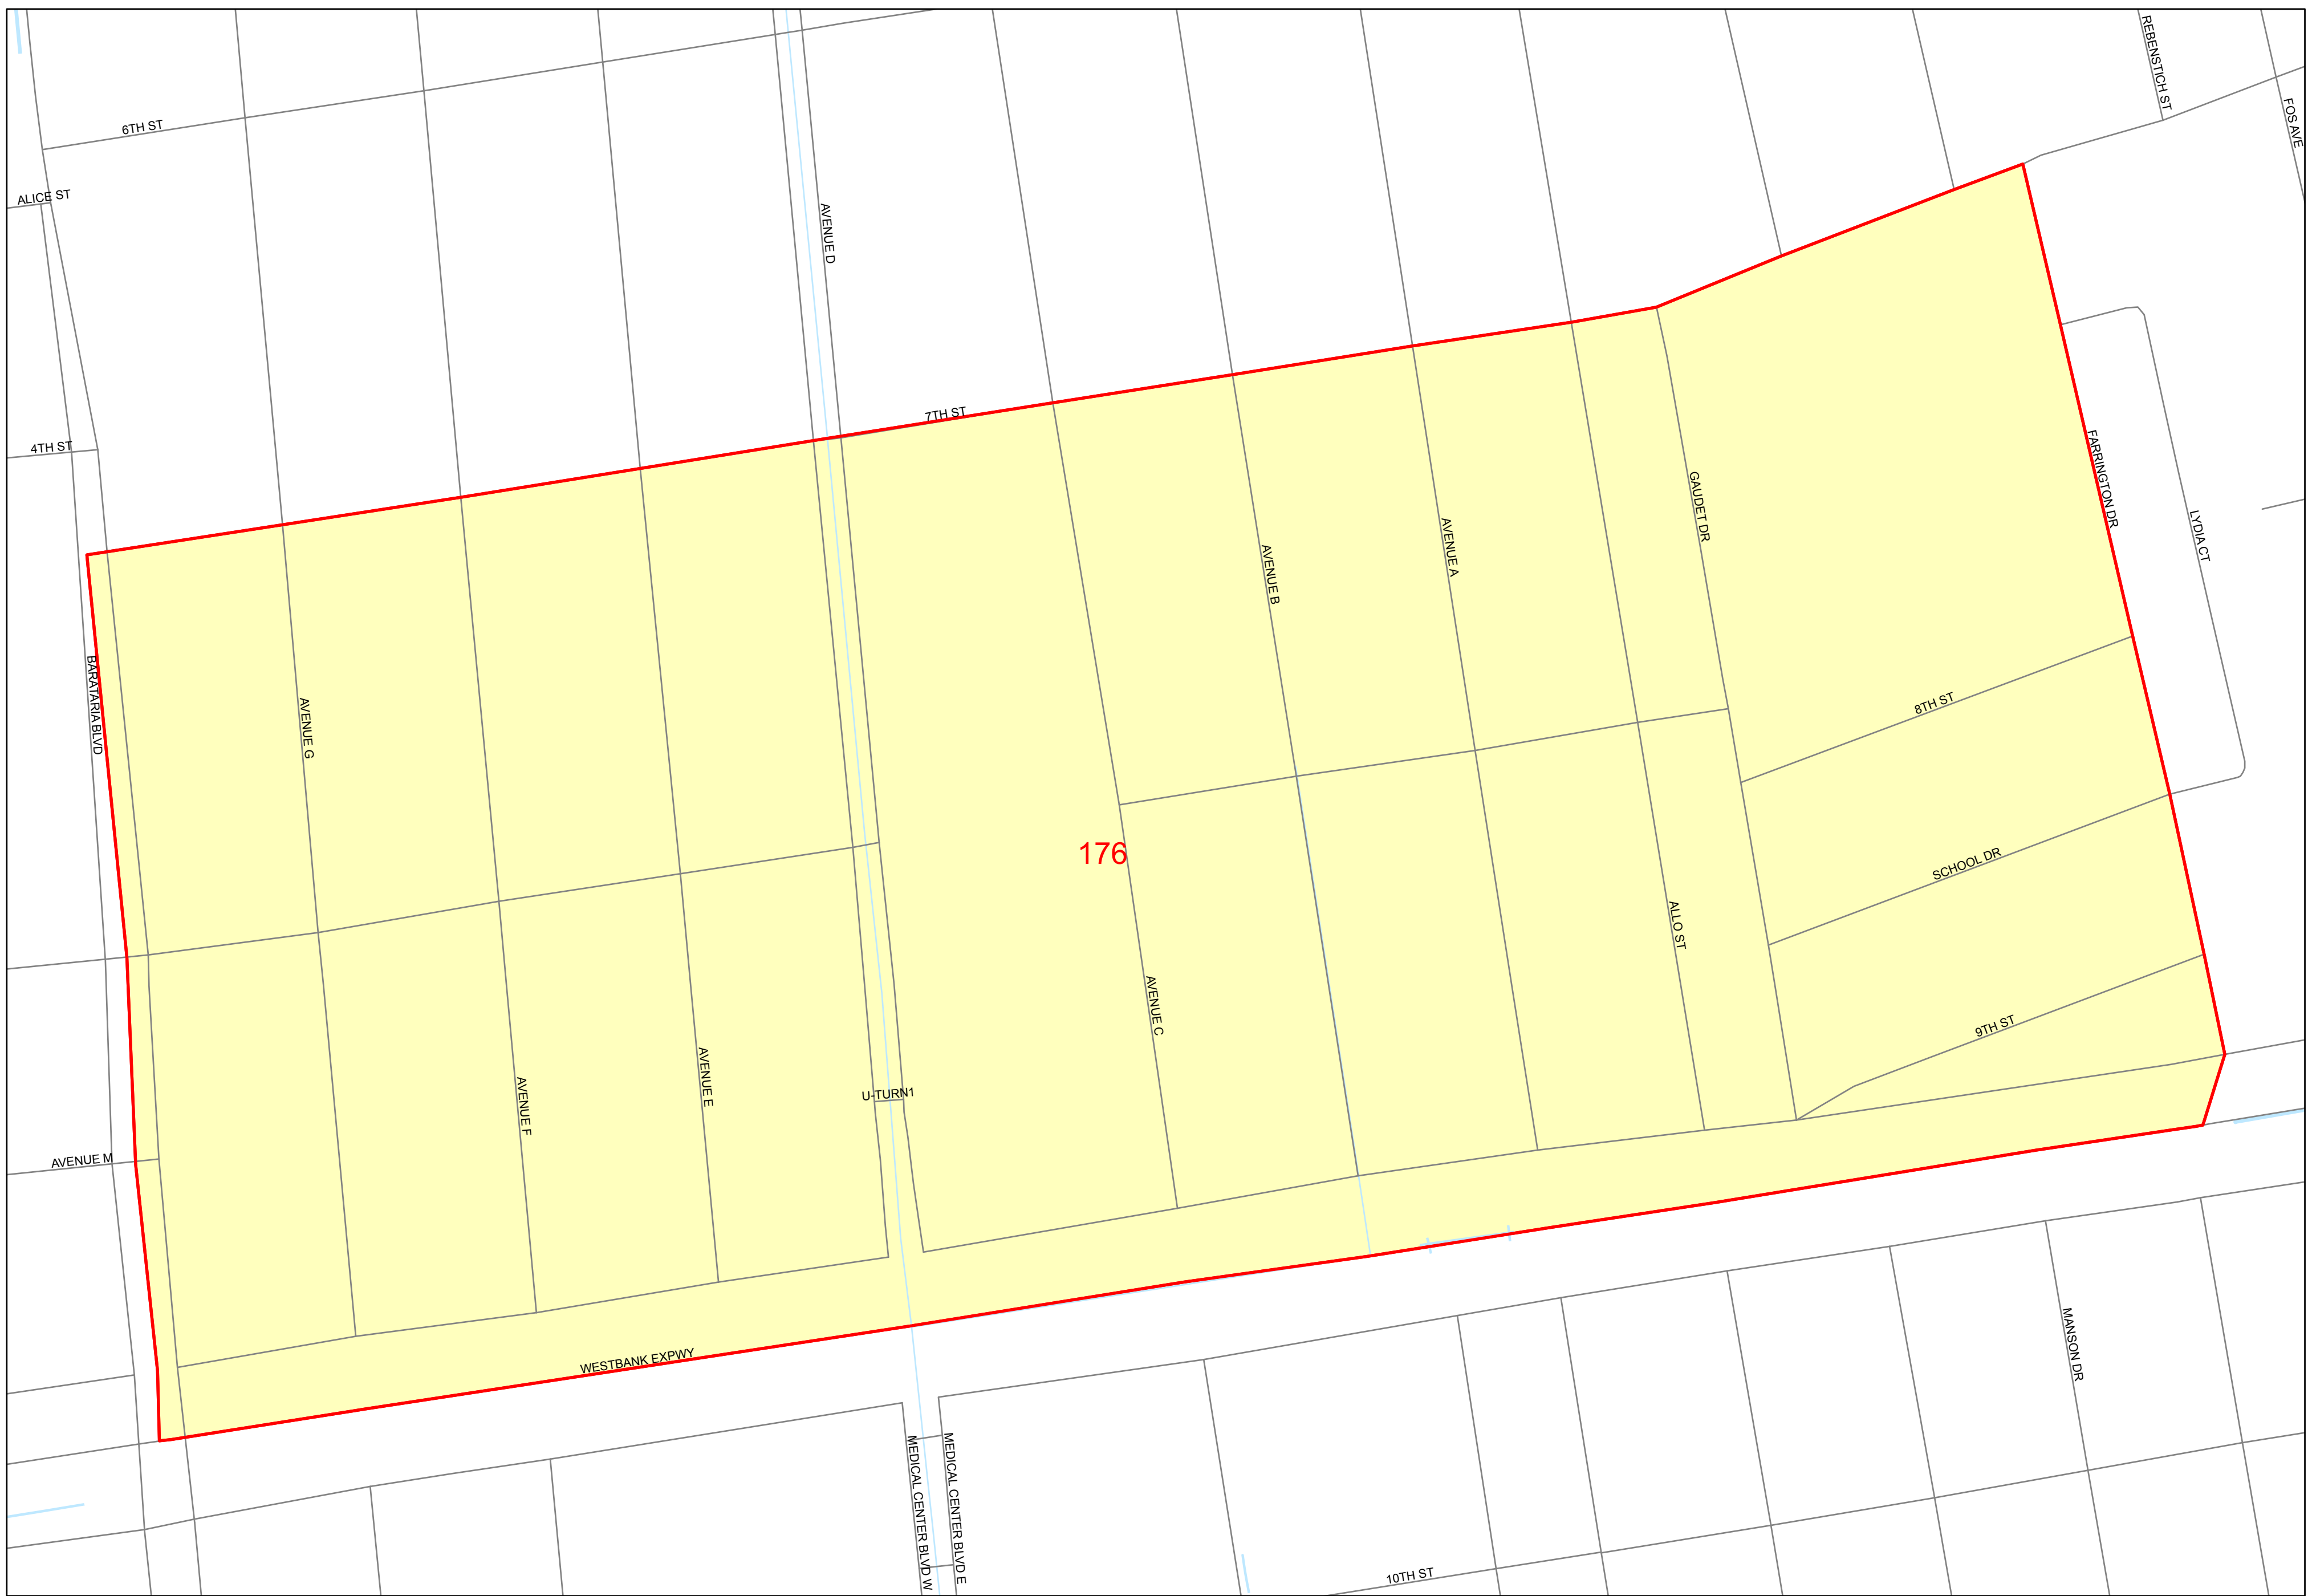 REBENSTICH ST
FOS AVE
6TH ST
ALICE ST
AVENUE D
7TH ST
4TH ST
FARRINGTON DR
GAUDET DR
LYDIA CT
AVENUE A
AVENUE B
BARATARIA BLVD
AVENUE G
8TH ST
176
SCHOOL DR
ALLO ST
AVENUE C
9TH ST
AVENUE E
AVENUE F
U-TURN1
AVENUE M
WESTBANK EXPWY
MANSON DR
MEDICAL CENTER BLVD W
MEDICAL CENTER BLVD E
10TH ST